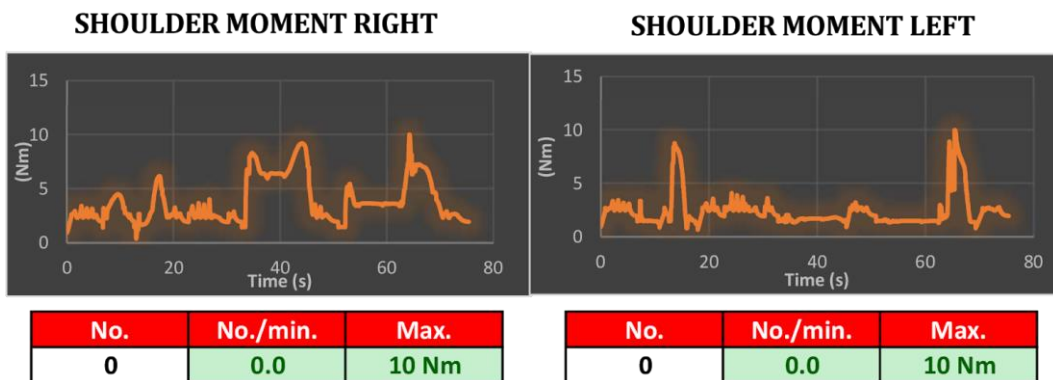 SHOULDER MOMENT RIGHT
15
10
5
0
(Nm)
0 20 40 60 80
Time (s)
No. No./min. Max.
0 0.0 10 Nm
SHOULDER MOMENT LEFT
15
10
5
0
(Nm)
0 20 40 60 80
Time (s)
No. No./min. Max.
0 0.0 10 Nm